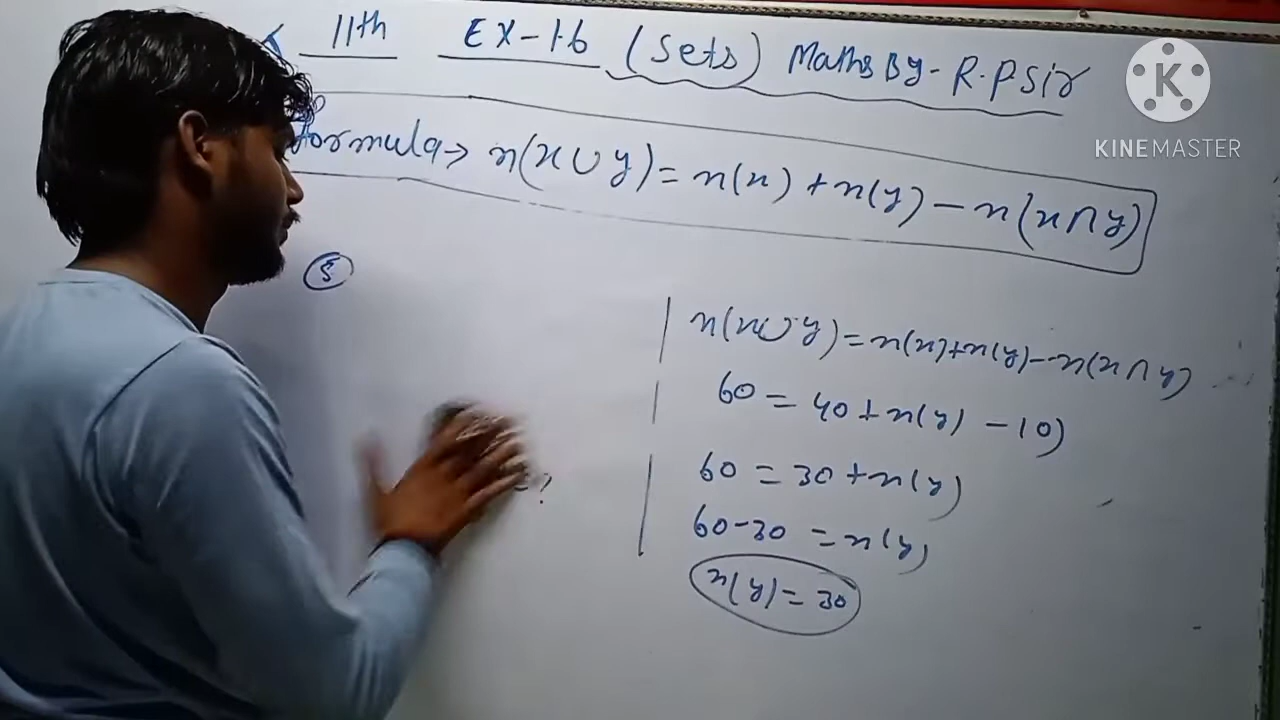 11th EX-1.6 (Sets) Maths By- R.P Sir
formula→ n(x∪y)=n(x)+n(y)-n(x∩y)
5
n(x∪y)=n(x)+n(y)-n(x∩y)
60=40+n(y)-10)
60=30+n(y)
60-30=n(y)
n(y)=30
=?
K
KINEMASTER